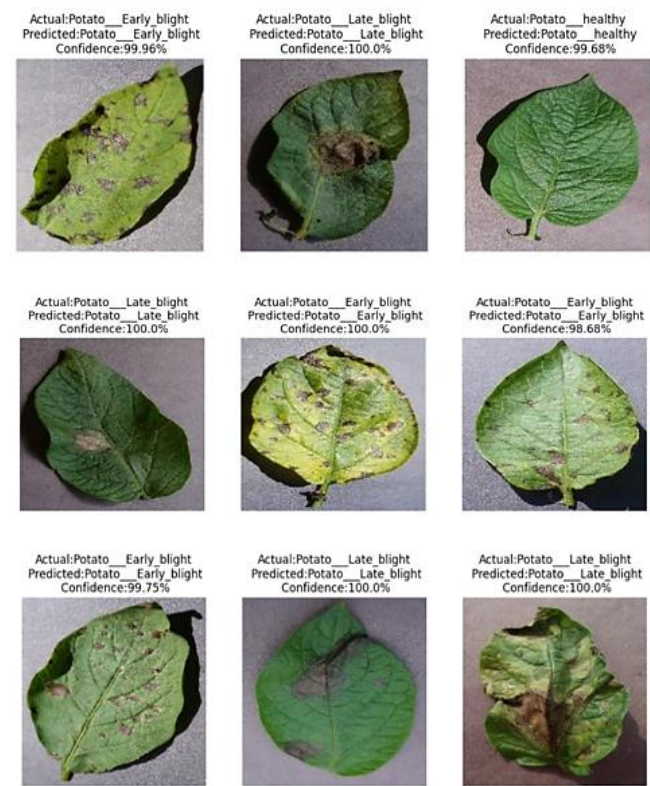 Actual:Potato___Early_blight
Predicted:Potato___Early_blight
Confidence:99.96%
Actual:Potato___Late_blight
Predicted:Potato___Late_blight
Confidence:100.0%
Actual:Potato___healthy
Predicted:Potato___healthy
Confidence:99.68%
Actual:Potato___Late_blight
Predicted:Potato___Late_blight
Confidence:100.0%
Actual:Potato___Early_blight
Predicted:Potato___Early_blight
Confidence:100.0%
Actual:Potato___Early_blight
Predicted:Potato___Early_blight
Confidence:98.68%
Actual:Potato___Early_blight
Predicted:Potato___Early_blight
Confidence:99.75%
Actual:Potato___Late_blight
Predicted:Potato___Late_blight
Confidence:100.0%
Actual:Potato___Late_blight
Predicted:Potato___Late_blight
Confidence:100.0%